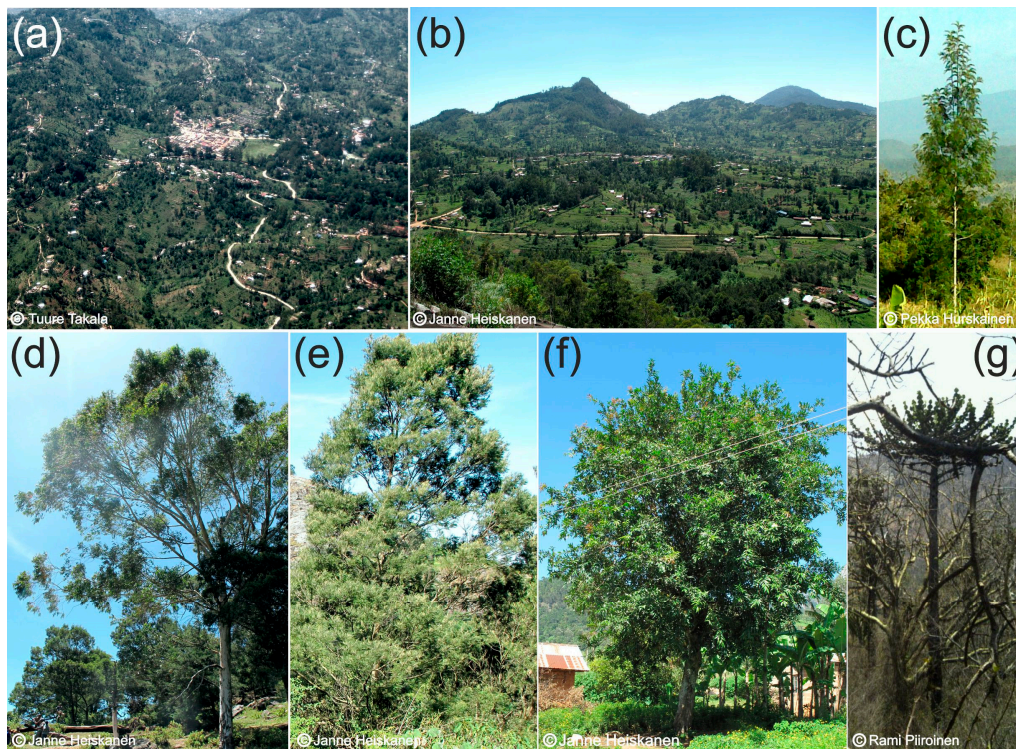 (a)
(b)
(c)
© Tuure Takala
© Janne Heiskanen
© Pekka Hurskainen
(d)
(e)
(f)
(g)
© Janne Heiskanen
© Janne Heiskanen
© Janne Heiskanen
© Rami Piiroinen